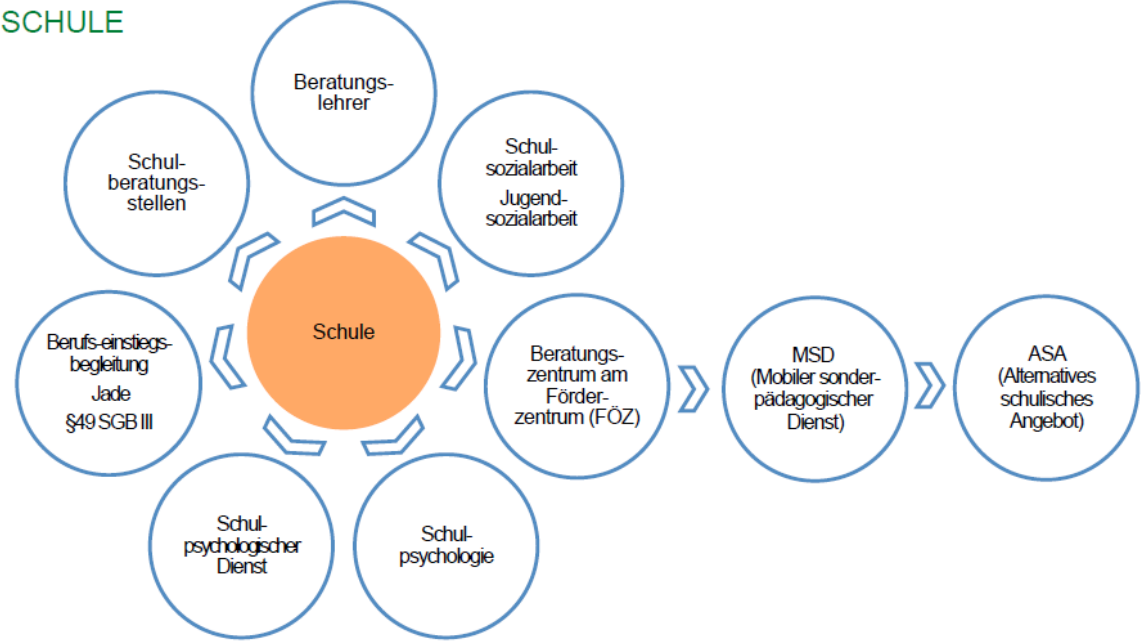 SCHULE
Beratungs-
lehrer
Schul-
sozialarbeit
Jugend-
sozialarbeit
Schul-
beratungs-
stellen
Schule
Berufs-einstiegs-
begleitung
Jade
§49 SGB III
Beratungs-
zentrum am
Förder-
zentrum (FÖZ)
MSD
(Mobiler sonder-
pädagogischer
Dienst)
ASA
(Alternatives
schulisches
Angebot)
Schul-
psychologischer
Dienst
Schul-
psychologie